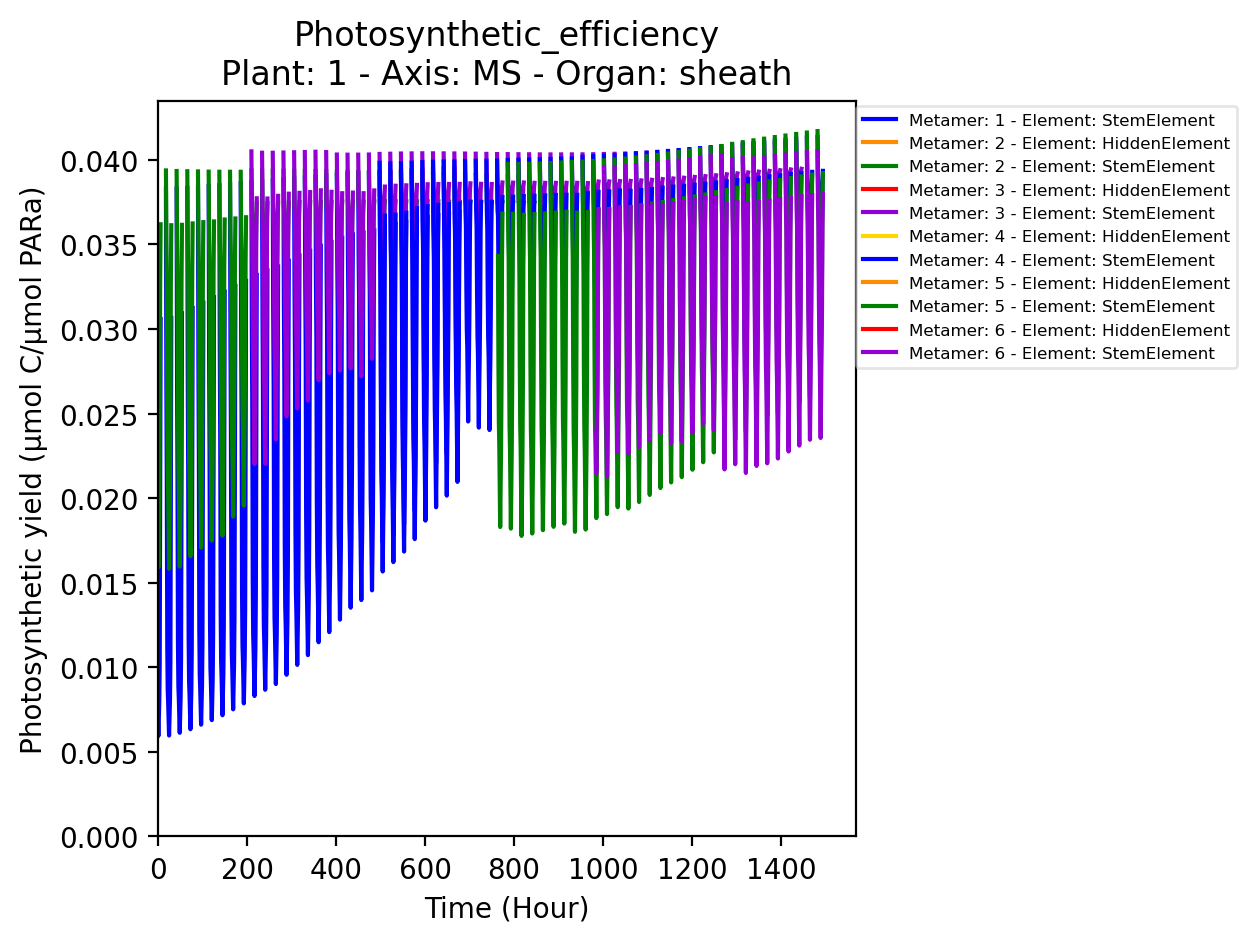 Photosynthetic_efficiency
Plant: 1 - Axis: MS - Organ: sheath
Photosynthetic yield (µmol C/µmol PARa)
0.040
0.035
0.030
0.025
0.020
0.015
0.010
0.005
0.000
0 200 400 600 800 1000 1200 1400
Time (Hour)
Metamer: 1 - Element: StemElement
Metamer: 2 - Element: HiddenElement
Metamer: 2 - Element: StemElement
Metamer: 3 - Element: HiddenElement
Metamer: 3 - Element: StemElement
Metamer: 4 - Element: HiddenElement
Metamer: 4 - Element: StemElement
Metamer: 5 - Element: HiddenElement
Metamer: 5 - Element: StemElement
Metamer: 6 - Element: HiddenElement
Metamer: 6 - Element: StemElement